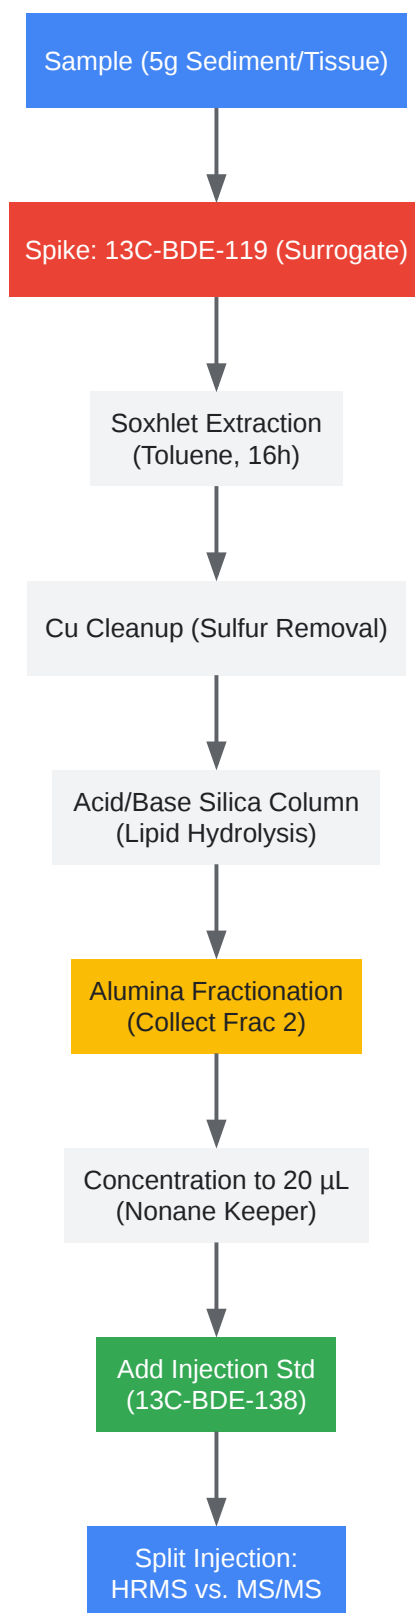 Sample (5g Sediment/Tissue)
Spike: 13C-BDE-119 (Surrogate)
Soxhlet Extraction
(Toluene, 16h)
Cu Cleanup (Sulfur Removal)
Acid/Base Silica Column
(Lipid Hydrolysis)
Alumina Fractionation
(Collect Frac 2)
Concentration to 20 µL
(Nonane Keeper)
Add Injection Std
(13C-BDE-138)
Split Injection:
HRMS vs. MS/MS